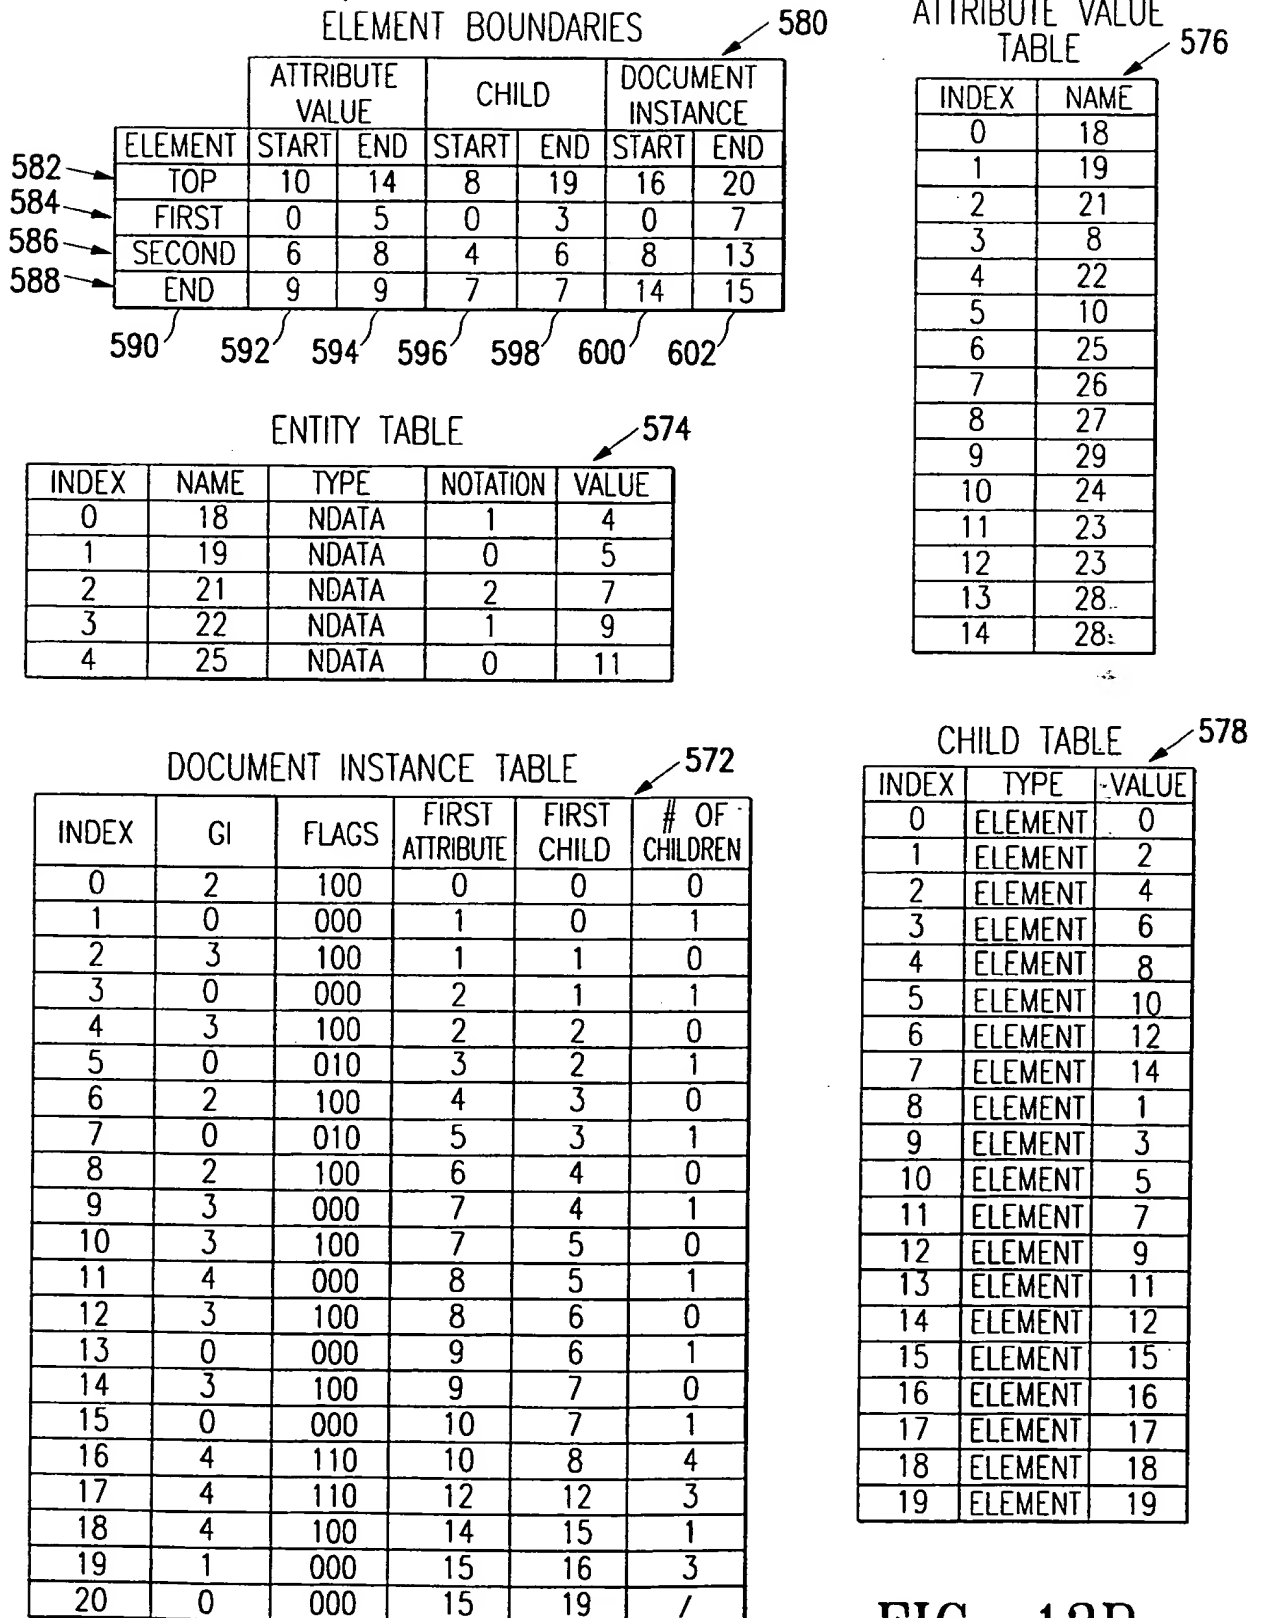 ELEMENT BOUNDARIES
580
ATTRIBUTE VALUE CHILD DOCUMENT INSTANCE
ELEMENT START END START END START END
582 TOP 10 14 8 19 16 20
584 FIRST 0 5 0 3 0 7
586 SECOND 6 8 4 6 8 13
588 END 9 9 7 7 14 15
590 592 594 596 598 600 602
ATTRIBUTE VALUE
TABLE
576
INDEX NAME
0 18
1 19
2 21
3 8
4 22
5 10
6 25
7 26
8 27
9 29
10 24
11 23
12 23
13 28
14 28
ENTITY TABLE
574
INDEX NAME TYPE NOTATION VALUE
0 18 NDATA 1 4
1 19 NDATA 0 5
2 21 NDATA 2 7
3 22 NDATA 1 9
4 25 NDATA 0 11
DOCUMENT INSTANCE TABLE
572
INDEX GI FLAGS FIRST ATTRIBUTE FIRST CHILD # OF CHILDREN
0 2 100 0 0 0
1 0 000 1 0 1
2 3 100 1 1 0
3 0 000 2 1 1
4 3 100 2 2 0
5 0 010 3 2 1
6 2 100 4 3 0
7 0 010 5 3 1
8 2 100 6 4 0
9 3 000 7 4 1
10 3 100 7 5 0
11 4 000 8 5 1
12 3 100 8 6 0
13 0 000 9 6 1
14 3 100 9 7 0
15 0 000 10 7 1
16 4 110 10 8 4
17 4 110 12 12 3
18 4 100 14 15 1
19 1 000 15 16 3
20 0 000 15 19 /
CHILD TABLE
578
INDEX TYPE VALUE
0 ELEMENT 0
1 ELEMENT 2
2 ELEMENT 4
3 ELEMENT 6
4 ELEMENT 8
5 ELEMENT 10
6 ELEMENT 12
7 ELEMENT 14
8 ELEMENT 1
9 ELEMENT 3
10 ELEMENT 5
11 ELEMENT 7
12 ELEMENT 9
13 ELEMENT 11
14 ELEMENT 12
15 ELEMENT 15
16 ELEMENT 16
17 ELEMENT 17
18 ELEMENT 18
19 ELEMENT 19